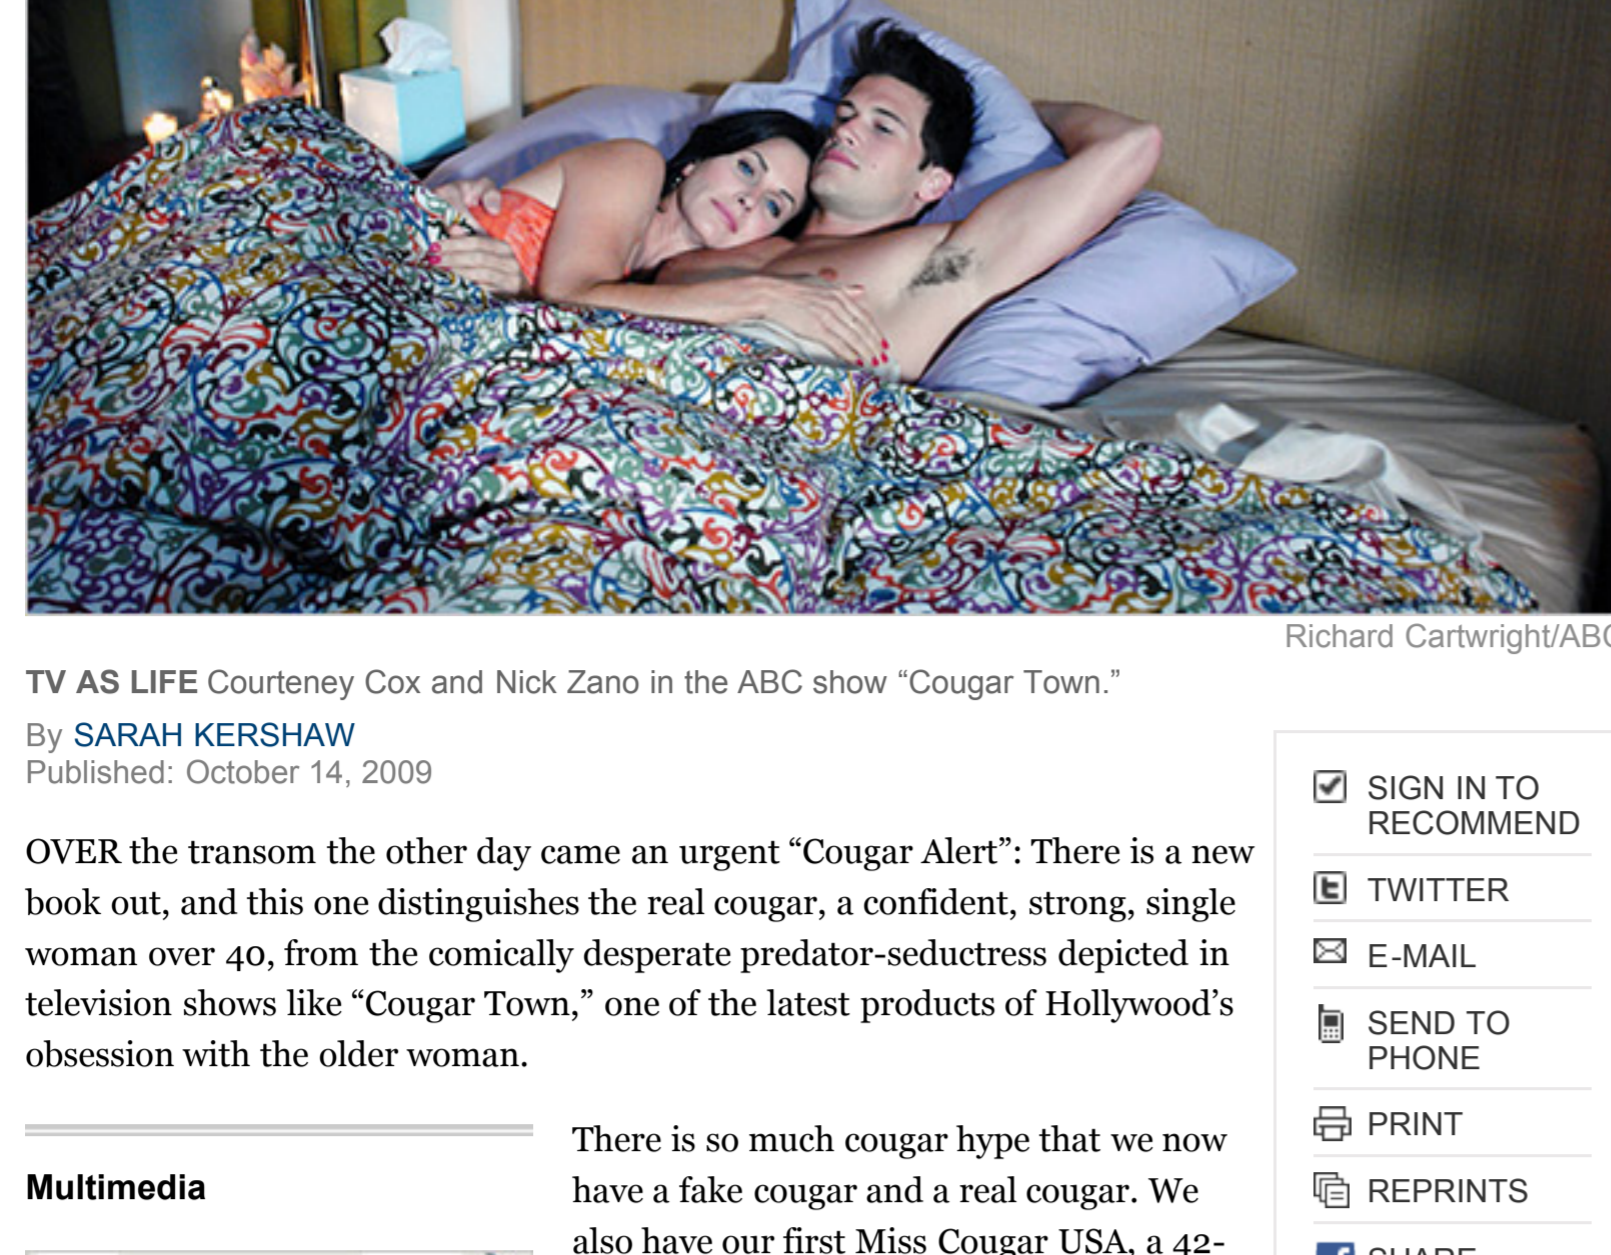 Richard Cartwright/ABC
TV AS LIFE Courteney Cox and Nick Zano in the ABC show “Cougar Town.”
By SARAH KERSHAW
Published: October 14, 2009
OVER the transom the other day came an urgent “Cougar Alert”: There is a new
book out, and this one distinguishes the real cougar, a confident, strong, single
woman over 40, from the comically desperate predator-seductress depicted in
television shows like “Cougar Town,” one of the latest products of Hollywood’s
obsession with the older woman.
Multimedia
There is so much cougar hype that we now
have a fake cougar and a real cougar. We
also have our first Miss Cougar USA, a 42-
SIGN IN TO
RECOMMEND
TWITTER
E-MAIL
SEND TO
PHONE
PRINT
REPRINTS
SHARE